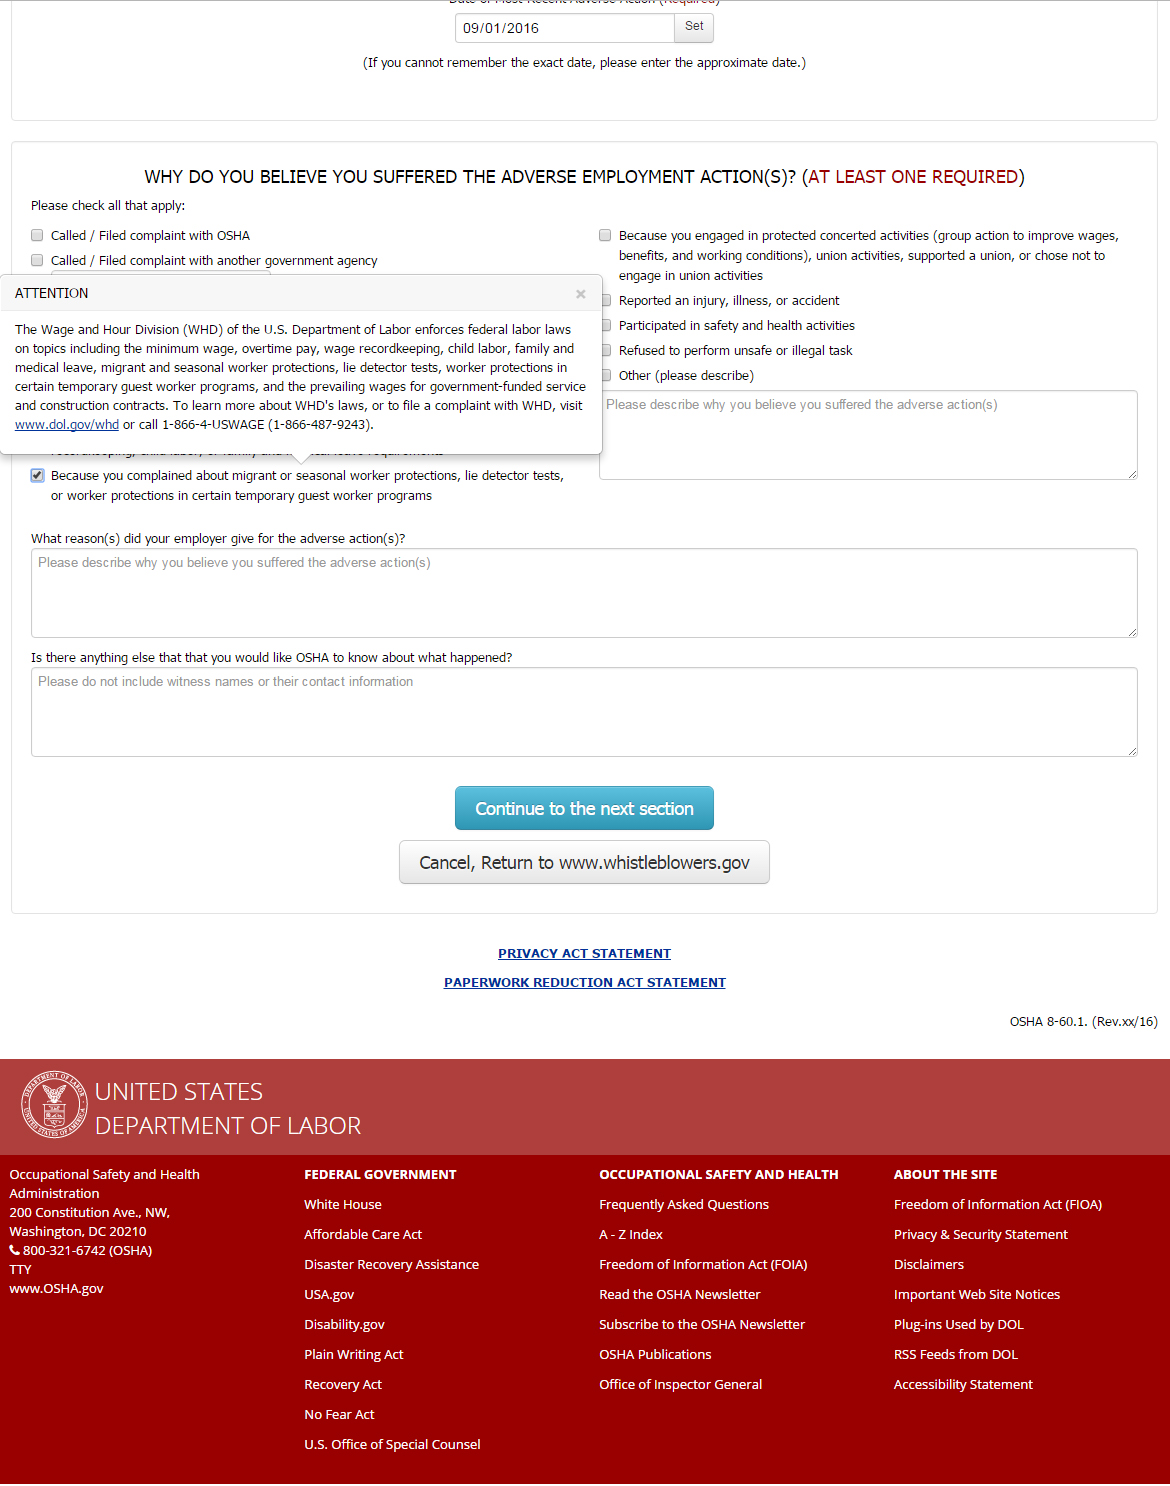 Date of Most Recent Adverse Action (Required)
09/01/2016
Set
(If you cannot remember the exact date, please enter the approximate date.)
WHY DO YOU BELIEVE YOU SUFFERED THE ADVERSE EMPLOYMENT ACTION(S)? (AT LEAST ONE REQUIRED)
Please check all that apply:
Called / Filed complaint with OSHA
Called / Filed complaint with another government agency
ATTENTION
×
The Wage and Hour Division (WHD) of the U.S. Department of Labor enforces federal labor laws
on topics including the minimum wage, overtime pay, wage recordkeeping, child labor, family and
medical leave, migrant and seasonal worker protections, lie detector tests, worker protections in
certain temporary guest worker programs, and the prevailing wages for government-funded service
and construction contracts. To learn more about WHD's laws, or to file a complaint with WHD, visit
www.dol.gov/whd or call 1-866-4-USWAGE (1-866-487-9243).
Because you complained about migrant or seasonal worker protections, lie detector tests,
or worker protections in certain temporary guest worker programs
Because you engaged in protected concerted activities (group action to improve wages,
benefits, and working conditions), union activities, supported a union, or chose not to
engage in union activities
Reported an injury, illness, or accident
Participated in safety and health activities
Refused to perform unsafe or illegal task
Other (please describe)
Please describe why you believe you suffered the adverse action(s)
What reason(s) did your employer give for the adverse action(s)?
Please describe why you believe you suffered the adverse action(s)
Is there anything else that that you would like OSHA to know about what happened?
Please do not include witness names or their contact information
Continue to the next section
Cancel, Return to www.whistleblowers.gov
PRIVACY ACT STATEMENT
PAPERWORK REDUCTION ACT STATEMENT
OSHA 8-60.1. (Rev.xx/16)
DEPARTMENT OF LABOR
UNITED STATES OF AMERICA
UNITED STATES
DEPARTMENT OF LABOR
Occupational Safety and Health
Administration
200 Constitution Ave., NW,
Washington, DC 20210
800-321-6742 (OSHA)
TTY
www.OSHA.gov
FEDERAL GOVERNMENT
White House
Affordable Care Act
Disaster Recovery Assistance
USA.gov
Disability.gov
Plain Writing Act
Recovery Act
No Fear Act
U.S. Office of Special Counsel
OCCUPATIONAL SAFETY AND HEALTH
Frequently Asked Questions
A - Z Index
Freedom of Information Act (FOIA)
Read the OSHA Newsletter
Subscribe to the OSHA Newsletter
OSHA Publications
Office of Inspector General
ABOUT THE SITE
Freedom of Information Act (FIOA)
Privacy & Security Statement
Disclaimers
Important Web Site Notices
Plug-ins Used by DOL
RSS Feeds from DOL
Accessibility Statement